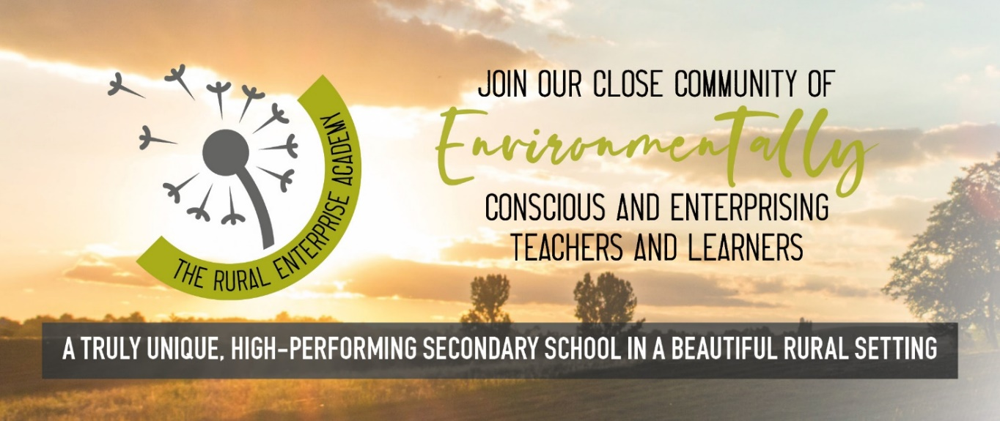 THE RURAL ENTERPRISE ACADEMY
JOIN OUR CLOSE COMMUNITY OF
Environmentally
CONSCIOUS AND ENTERPRISING
TEACHERS AND LEARNERS
A TRULY UNIQUE, HIGH-PERFORMING SECONDARY SCHOOL IN A BEAUTIFUL RURAL SETTING